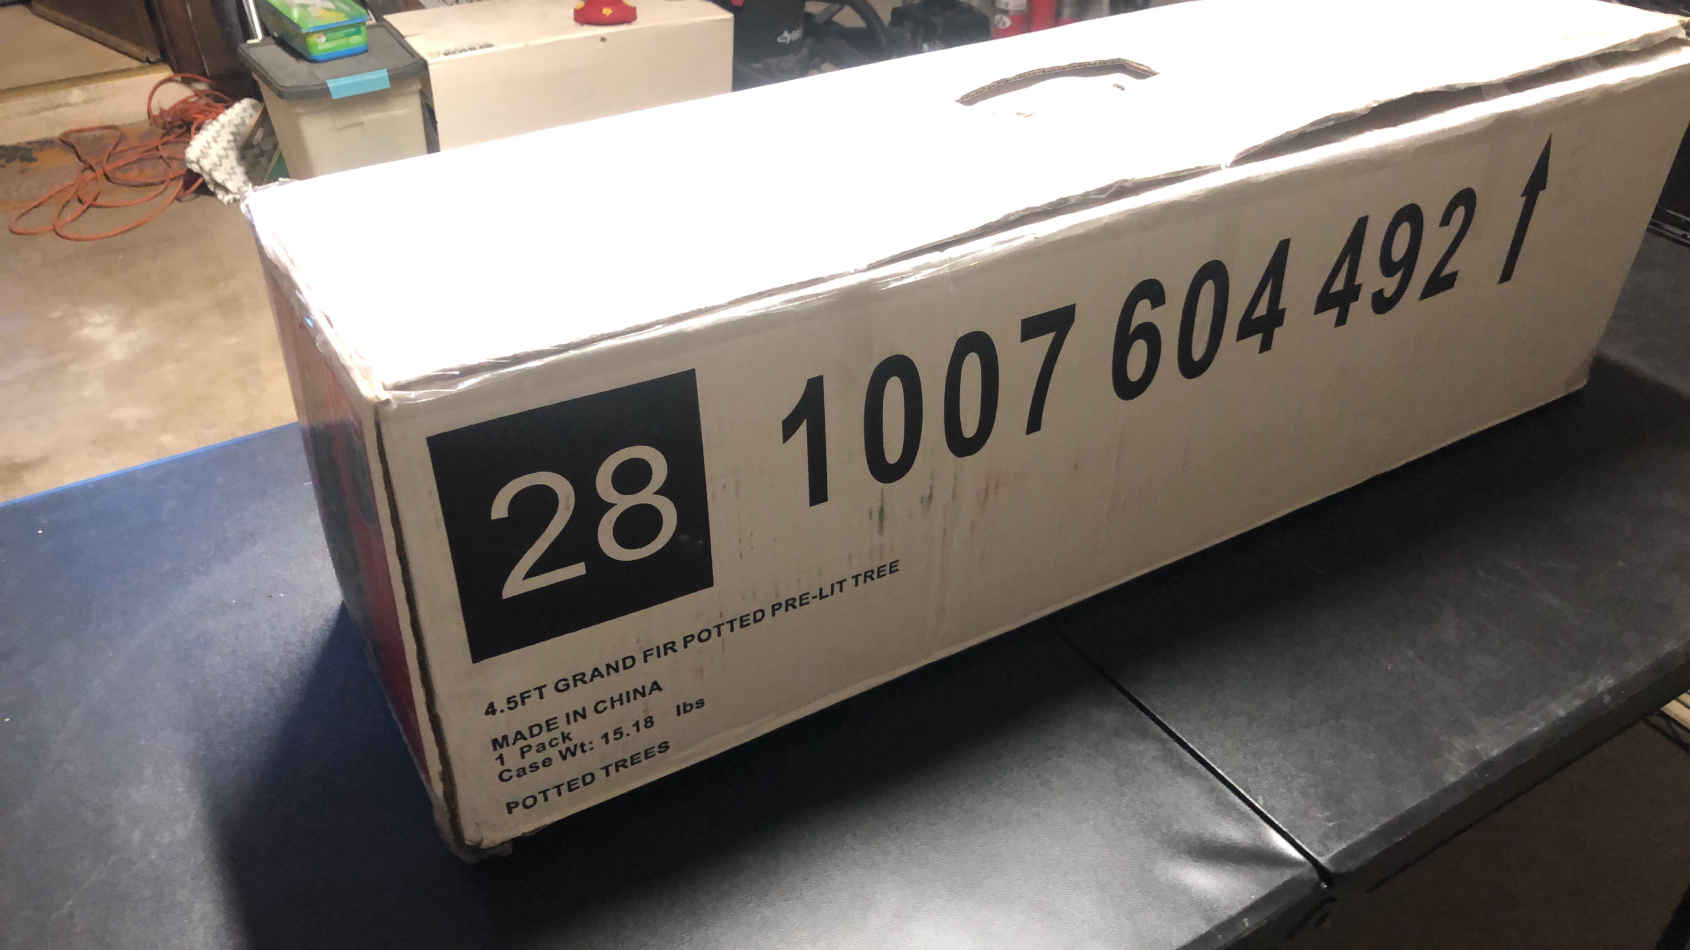 28
1007 604 492
4.5FT GRAND FIR POTTED PRE-LIT TREE
MADE IN CHINA
1 Pack
Case Wt: 15.18 lbs
POTTED TREES